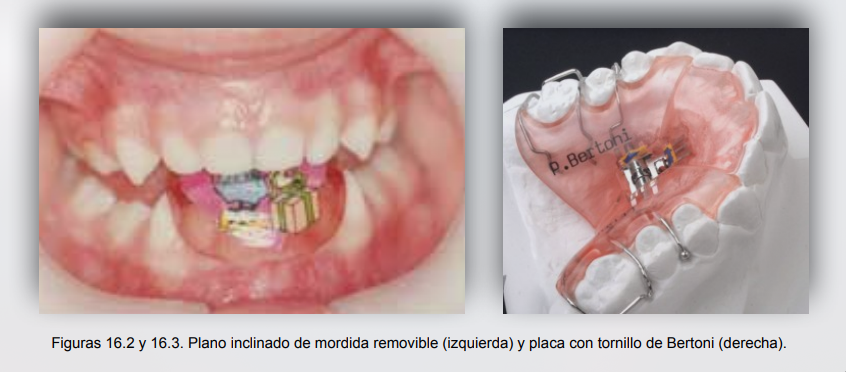 R.Bertoni
Figuras 16.2 y 16.3. Plano inclinado de mordida removible (izquierda) y placa con tornillo de Bertoni (derecha).